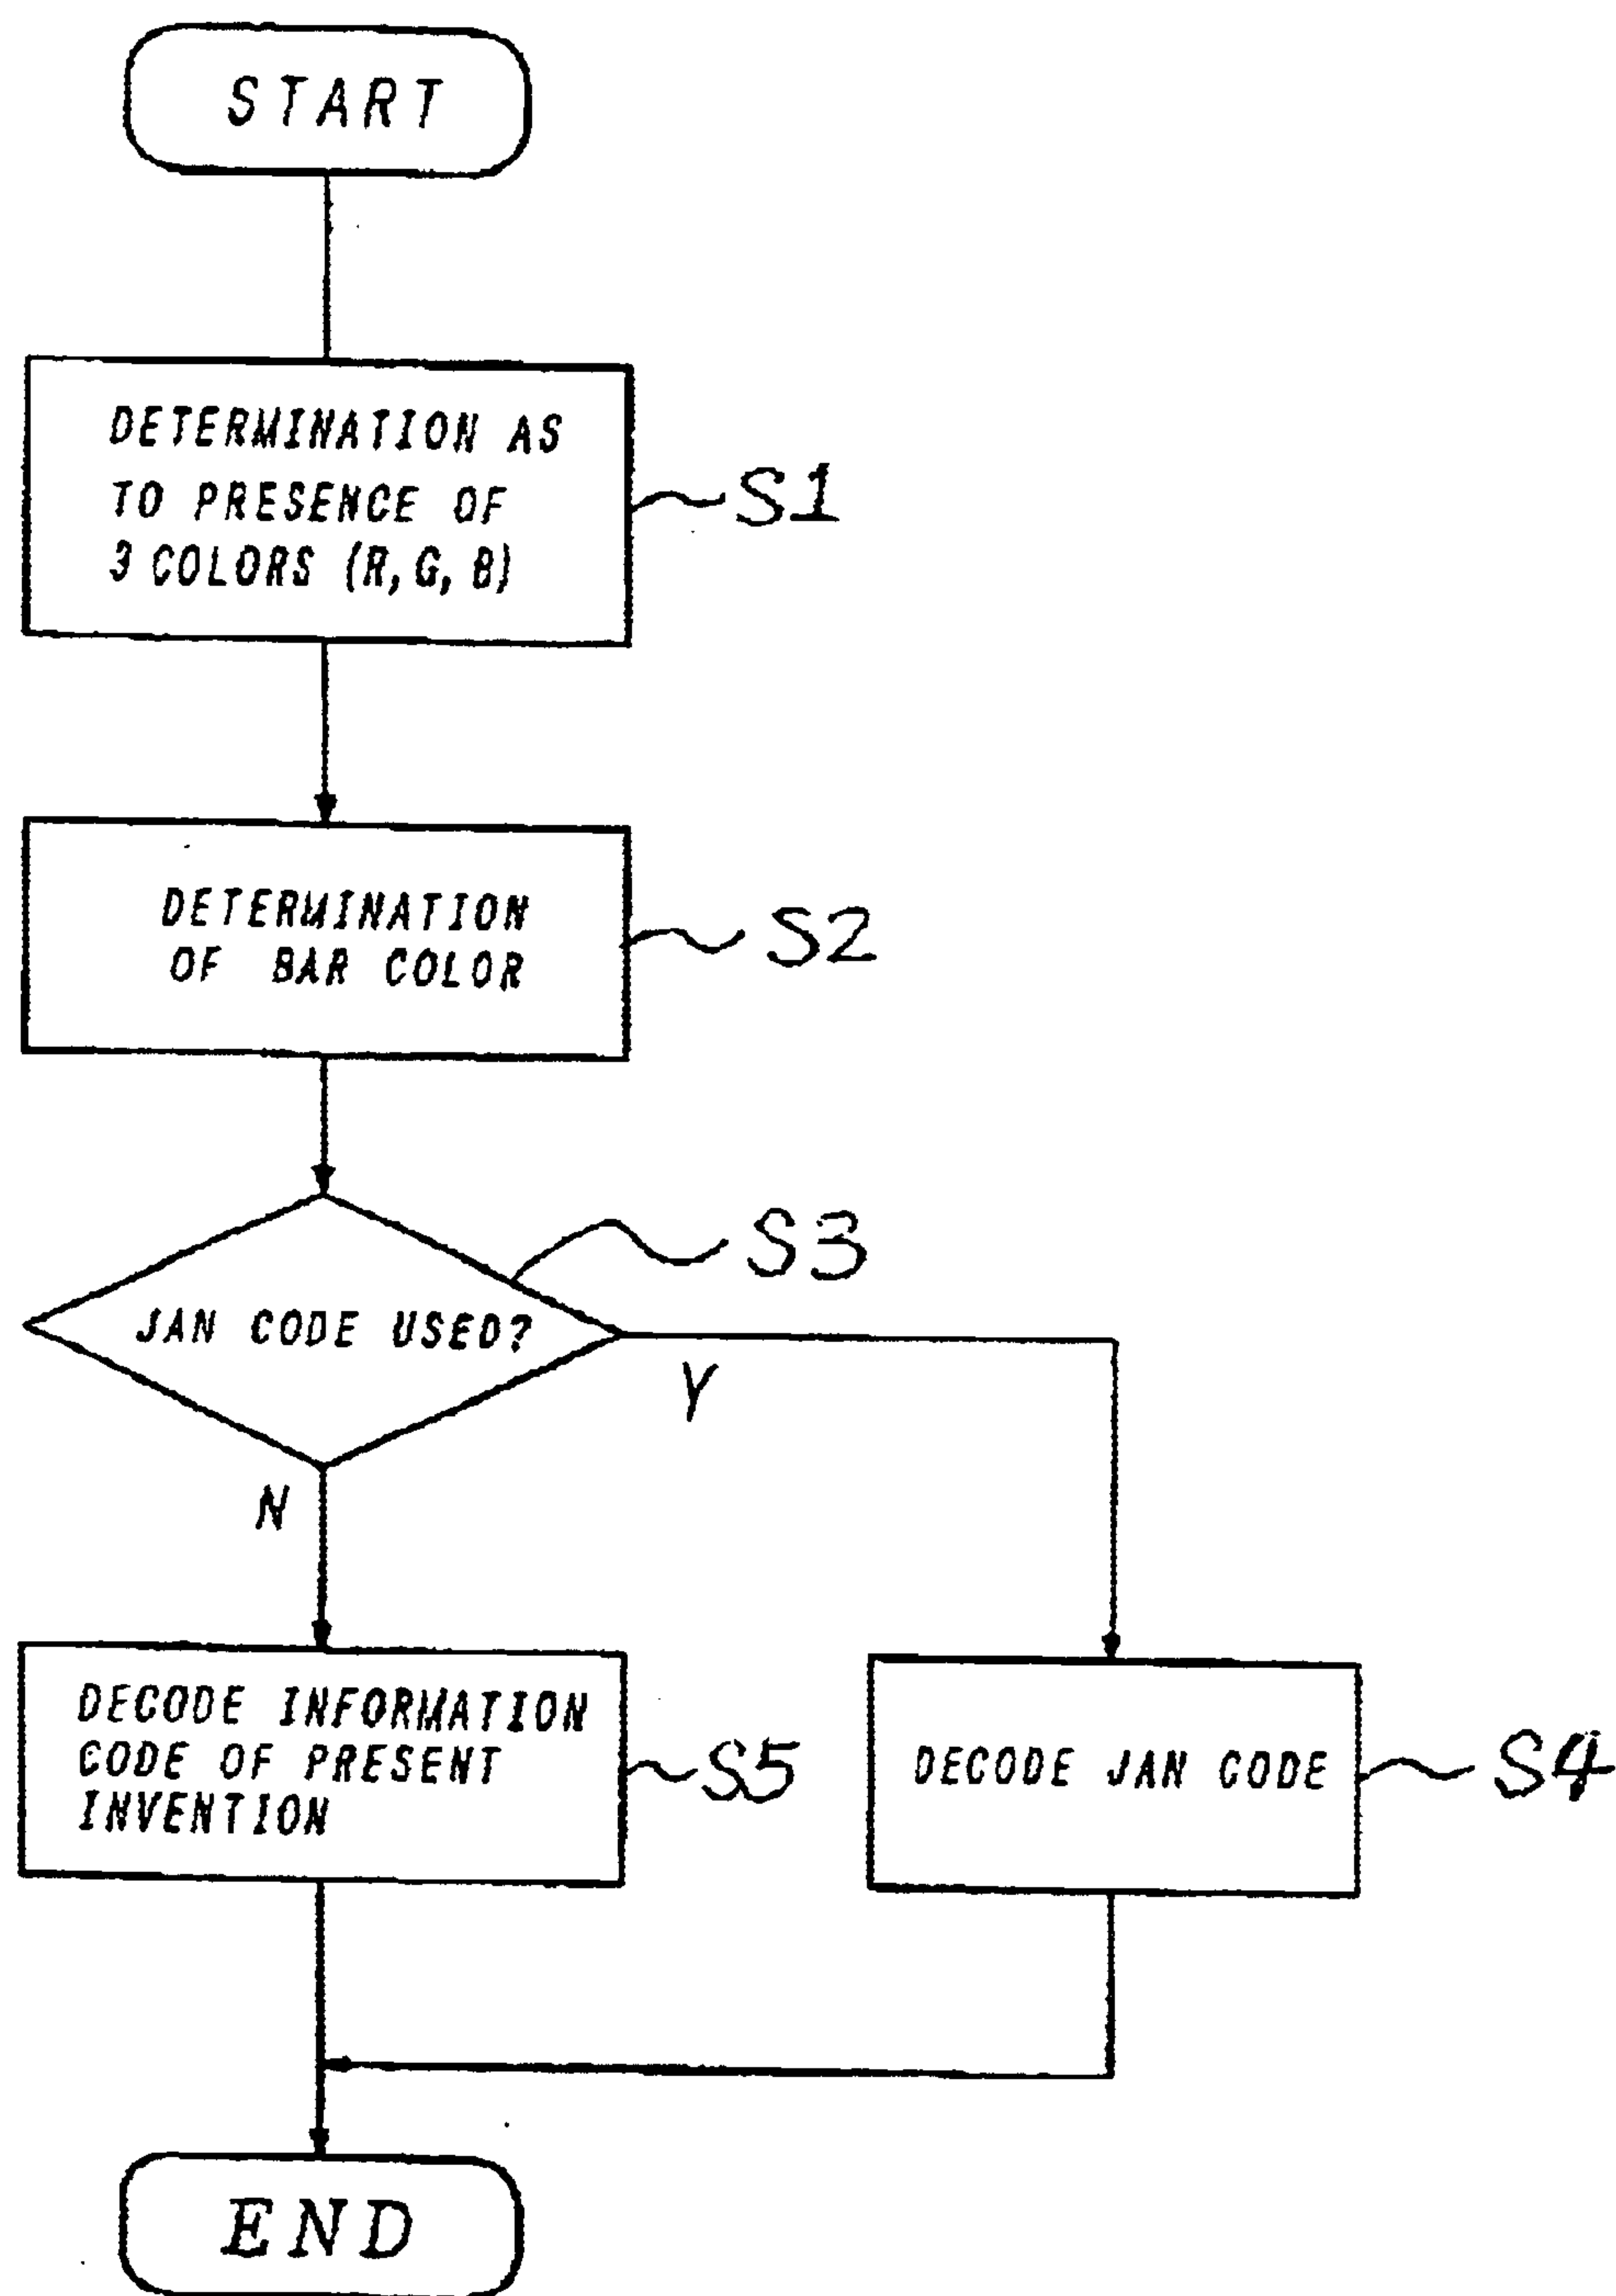 START
DETERMINATION AS
TO PRESENCE OF
3 COLORS (R, G, B)
S1
DETERMINATION
OF BAR COLOR
S2
S3
JAN CODE USED?
Y
N
DECODE INFORMATION
CODE OF PRESENT
INVENTION
S5
DECODE JAN CODE
S4
END